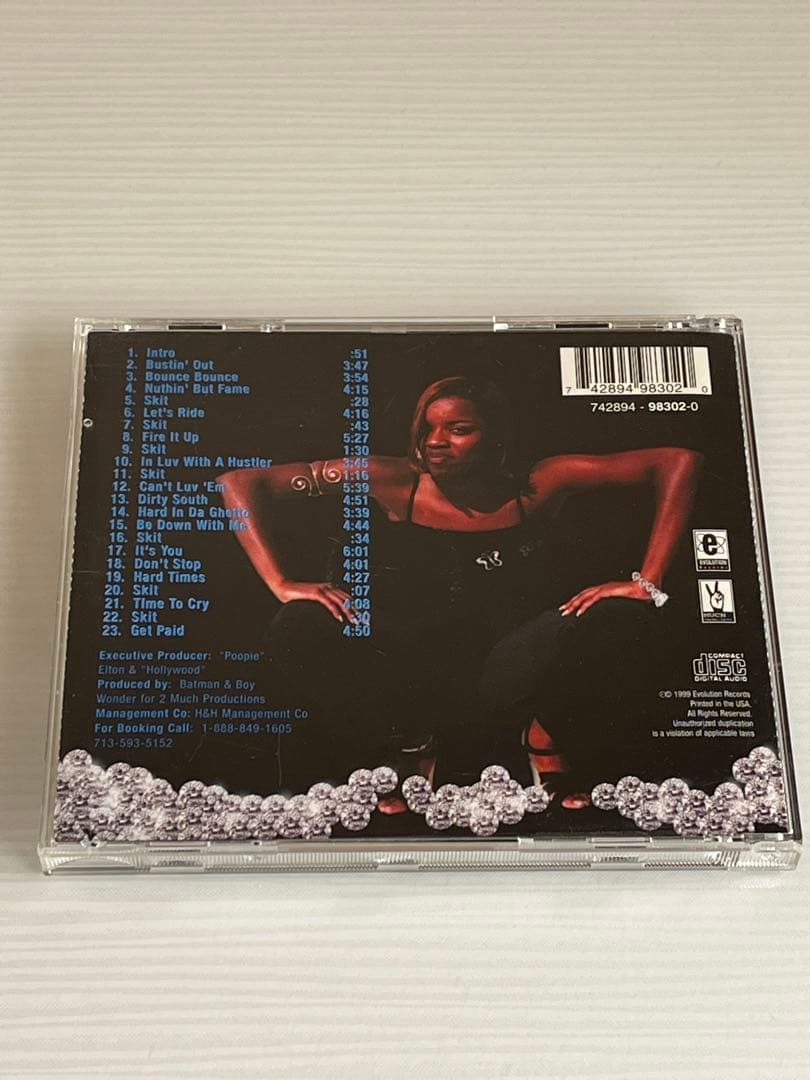 1. Intro :51
2. Bustin' Out 3:47
3. Bounce Bounce 3:54
4. Nuthin' But Fame 4:15
5. Skit :28
6. Let's Ride 4:16
7. Skit :43
8. Fire It Up 5:27
9. Skit 1:30
10. In Luv With A Hustler 3:45
11. Skit 1:16
12. Can't Luv 'Em 5:39
13. Dirty South 4:51
14. Hard In Da Ghetto 3:39
15. Be Down With Me 4:44
16. Skit :34
17. It's You 6:01
18. Don't Stop 4:01
19. Hard Times 4:27
20. Skit :07
21. TIme To Cry 4:08
22. Skit :30
23. Get Paid 4:50
Executive Producer: "Poopie"
Elton & "Hollywood"
Produced by: Batman & Boy
Wonder for 2 Much Productions
Management Co: H&H Management Co
For Booking Call: 1-888-849-1605
713-593-5152
7 42894 98302 0
742894 - 98302-0
e
EVOLUTION
Records
COMPACT
disc
DIGITAL AUDIO
©© 1999 Evolution Records
Printed in the USA.
All Rights Reserved.
Unauthorized duplication
is a violation of applicable laws